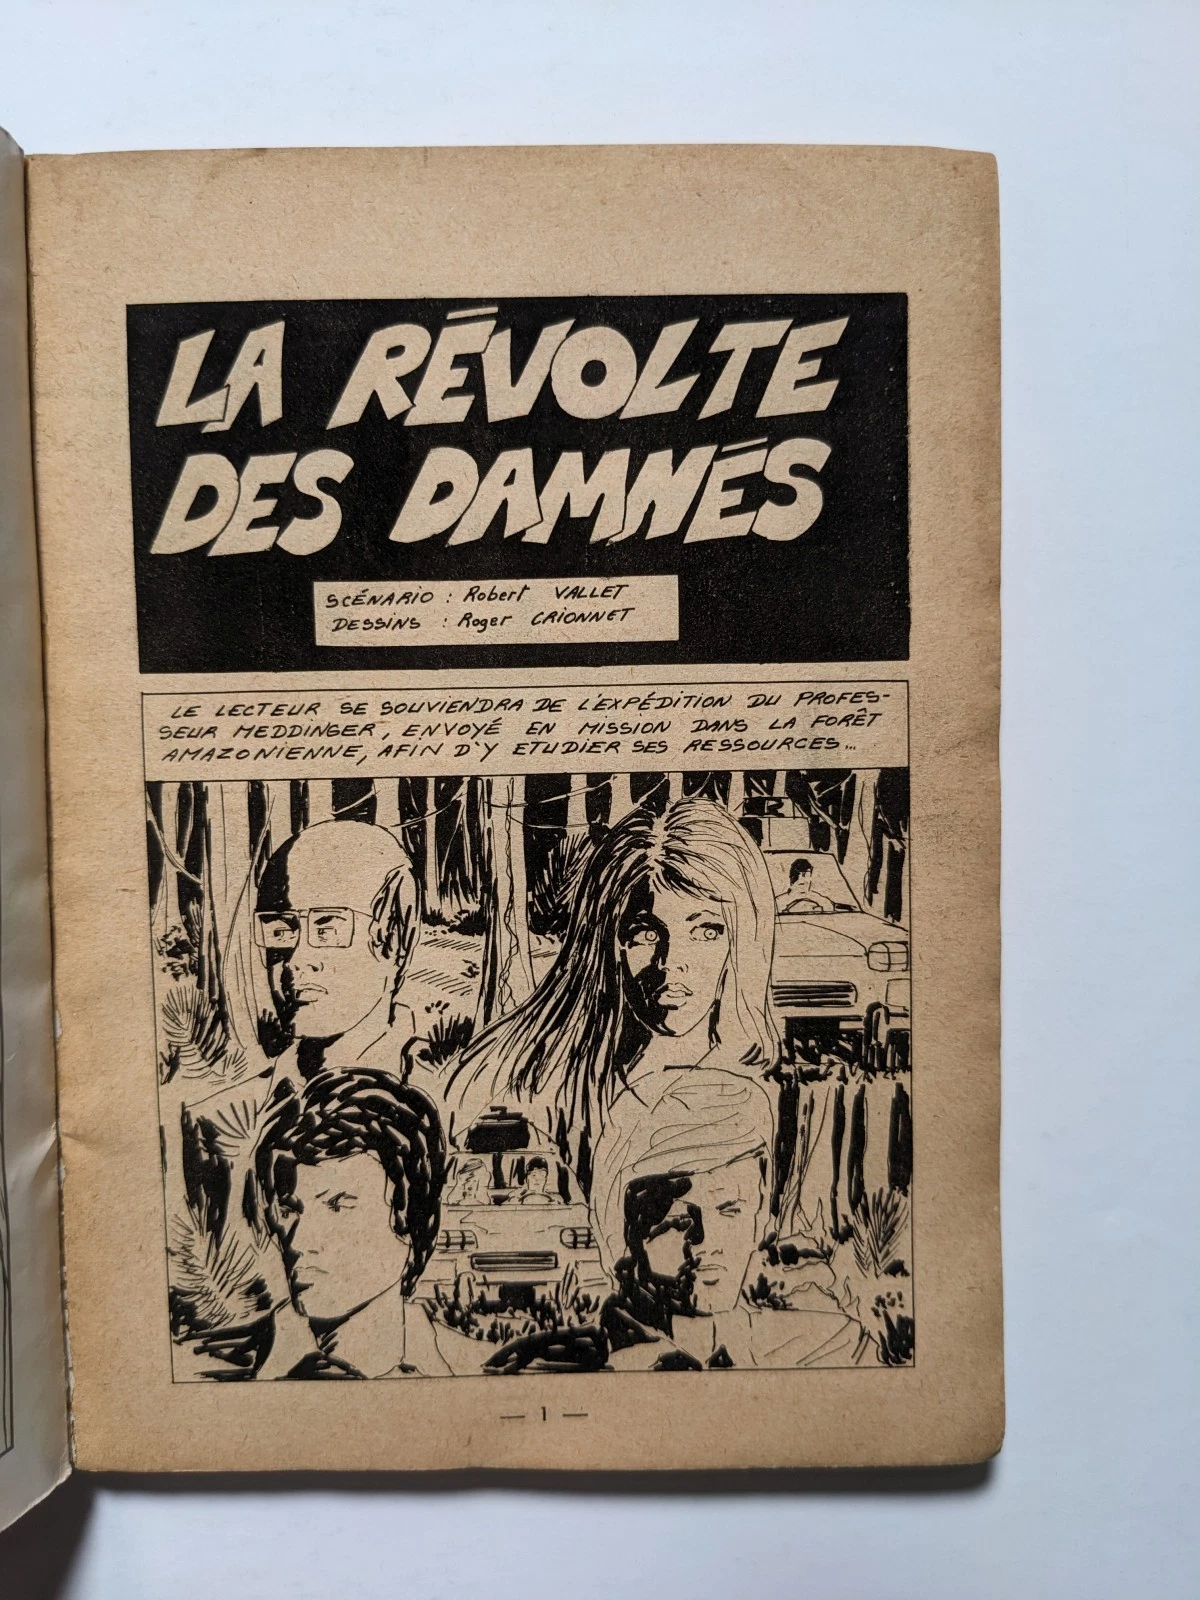 LA RÉVOLTE
DES DAMNÉS
SCÉNARIO : Robert VALLET
DESSINS : Roger CRIONNET
LE LECTEUR SE SOUVIENDRA DE L'EXPÉDITION DU PROFES-
SEUR MEDDINGER, ENVOYÉ EN MISSION DANS LA FORÊT
AMAZONIENNE, AFIN D'Y ETUDIER SES RESSOURCES...
R
— 1 —